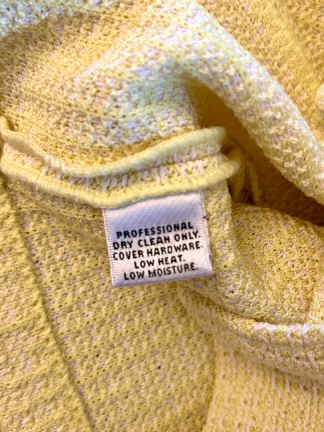 PROFESSIONAL
DRY CLEAN ONLY.
COVER HARDWARE.
LOW HEAT.
LOW MOISTURE.